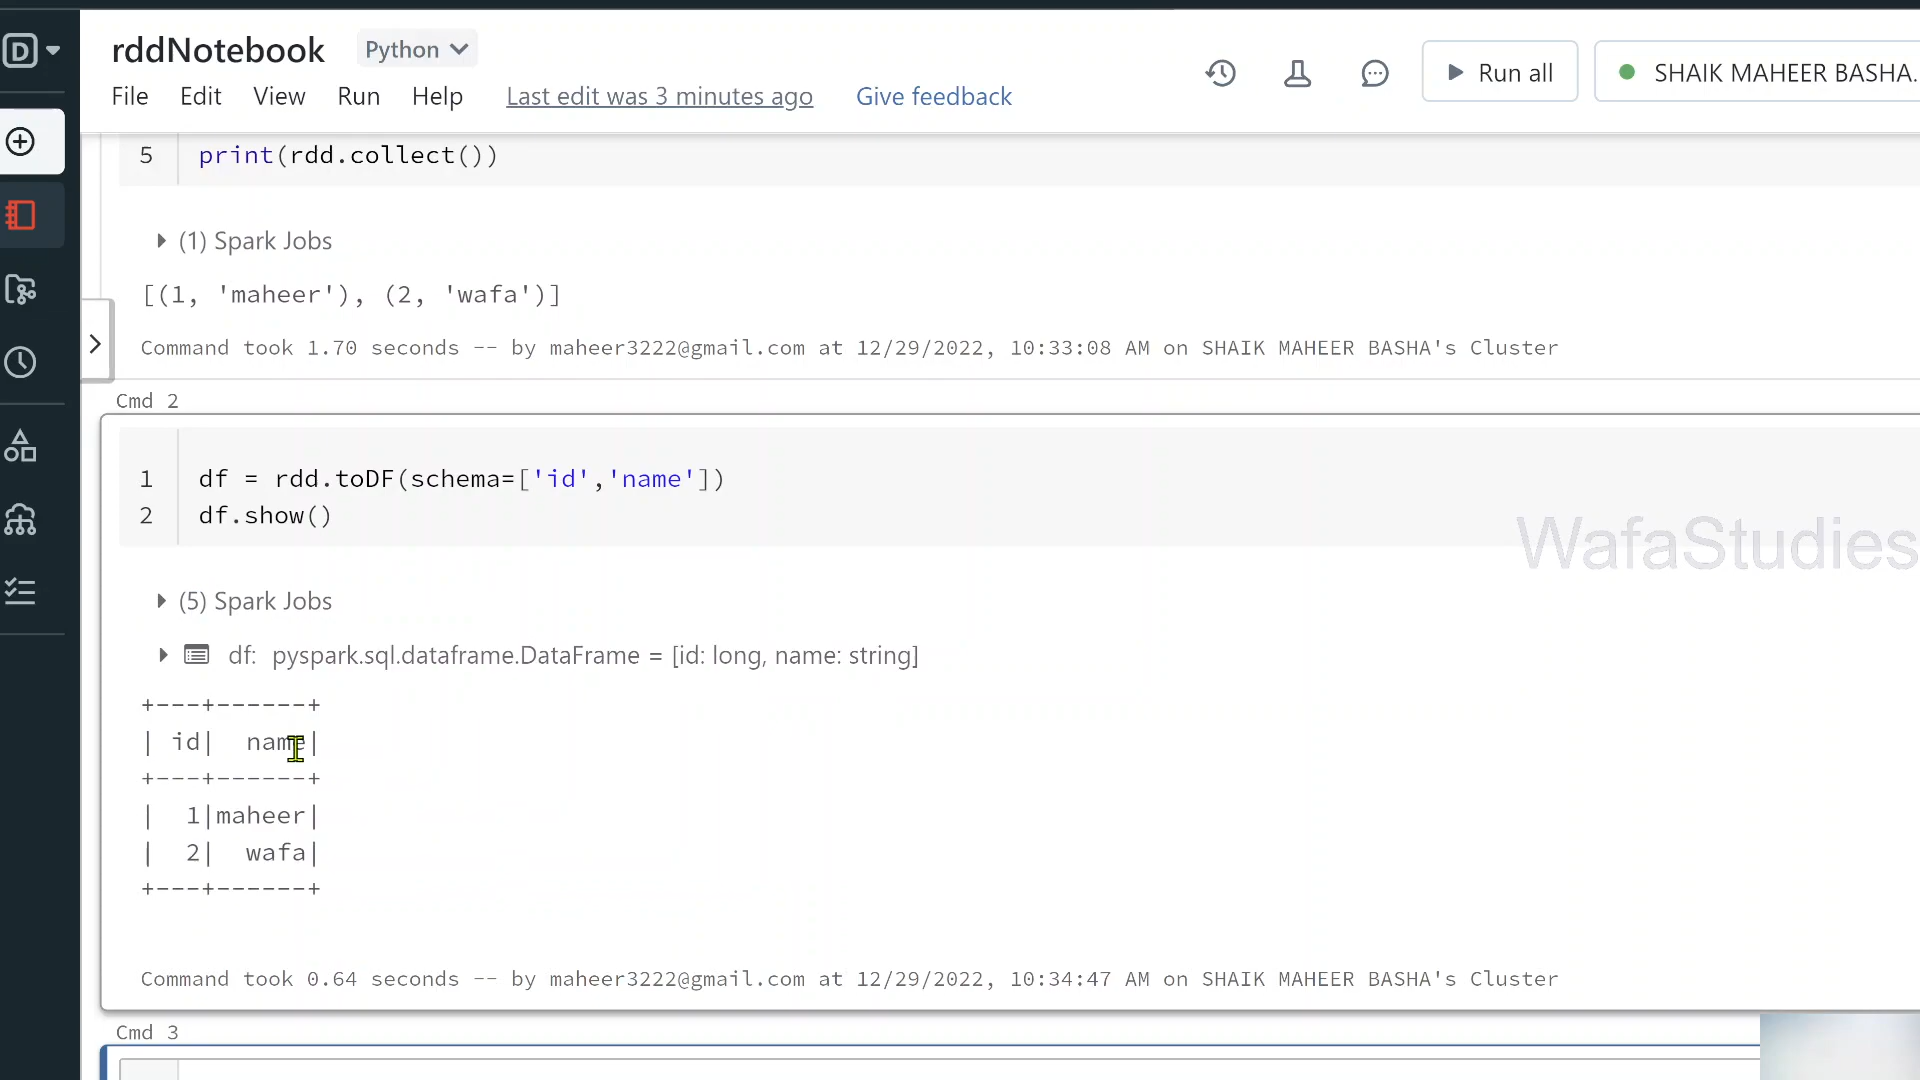 D
rddNotebook Python
File Edit View Run Help Last edit was 3 minutes ago Give feedback
Run all SHAIK MAHEER BASHA.
5 print(rdd.collect())
(1) Spark Jobs
[(1, 'maheer'), (2, 'wafa')]
Command took 1.70 seconds -- by maheer3222@gmail.com at 12/29/2022, 10:33:08 AM on SHAIK MAHEER BASHA's Cluster
Cmd 2
1 df = rdd.toDF(schema=['id','name'])
2 df.show()
WafaStudies
(5) Spark Jobs
df: pyspark.sql.dataframe.DataFrame = [id: long, name: string]
+---+------+
| id|  name|
+---+------+
|  1|maheer|
|  2|  wafa|
+---+------+
Command took 0.64 seconds -- by maheer3222@gmail.com at 12/29/2022, 10:34:47 AM on SHAIK MAHEER BASHA's Cluster
Cmd 3